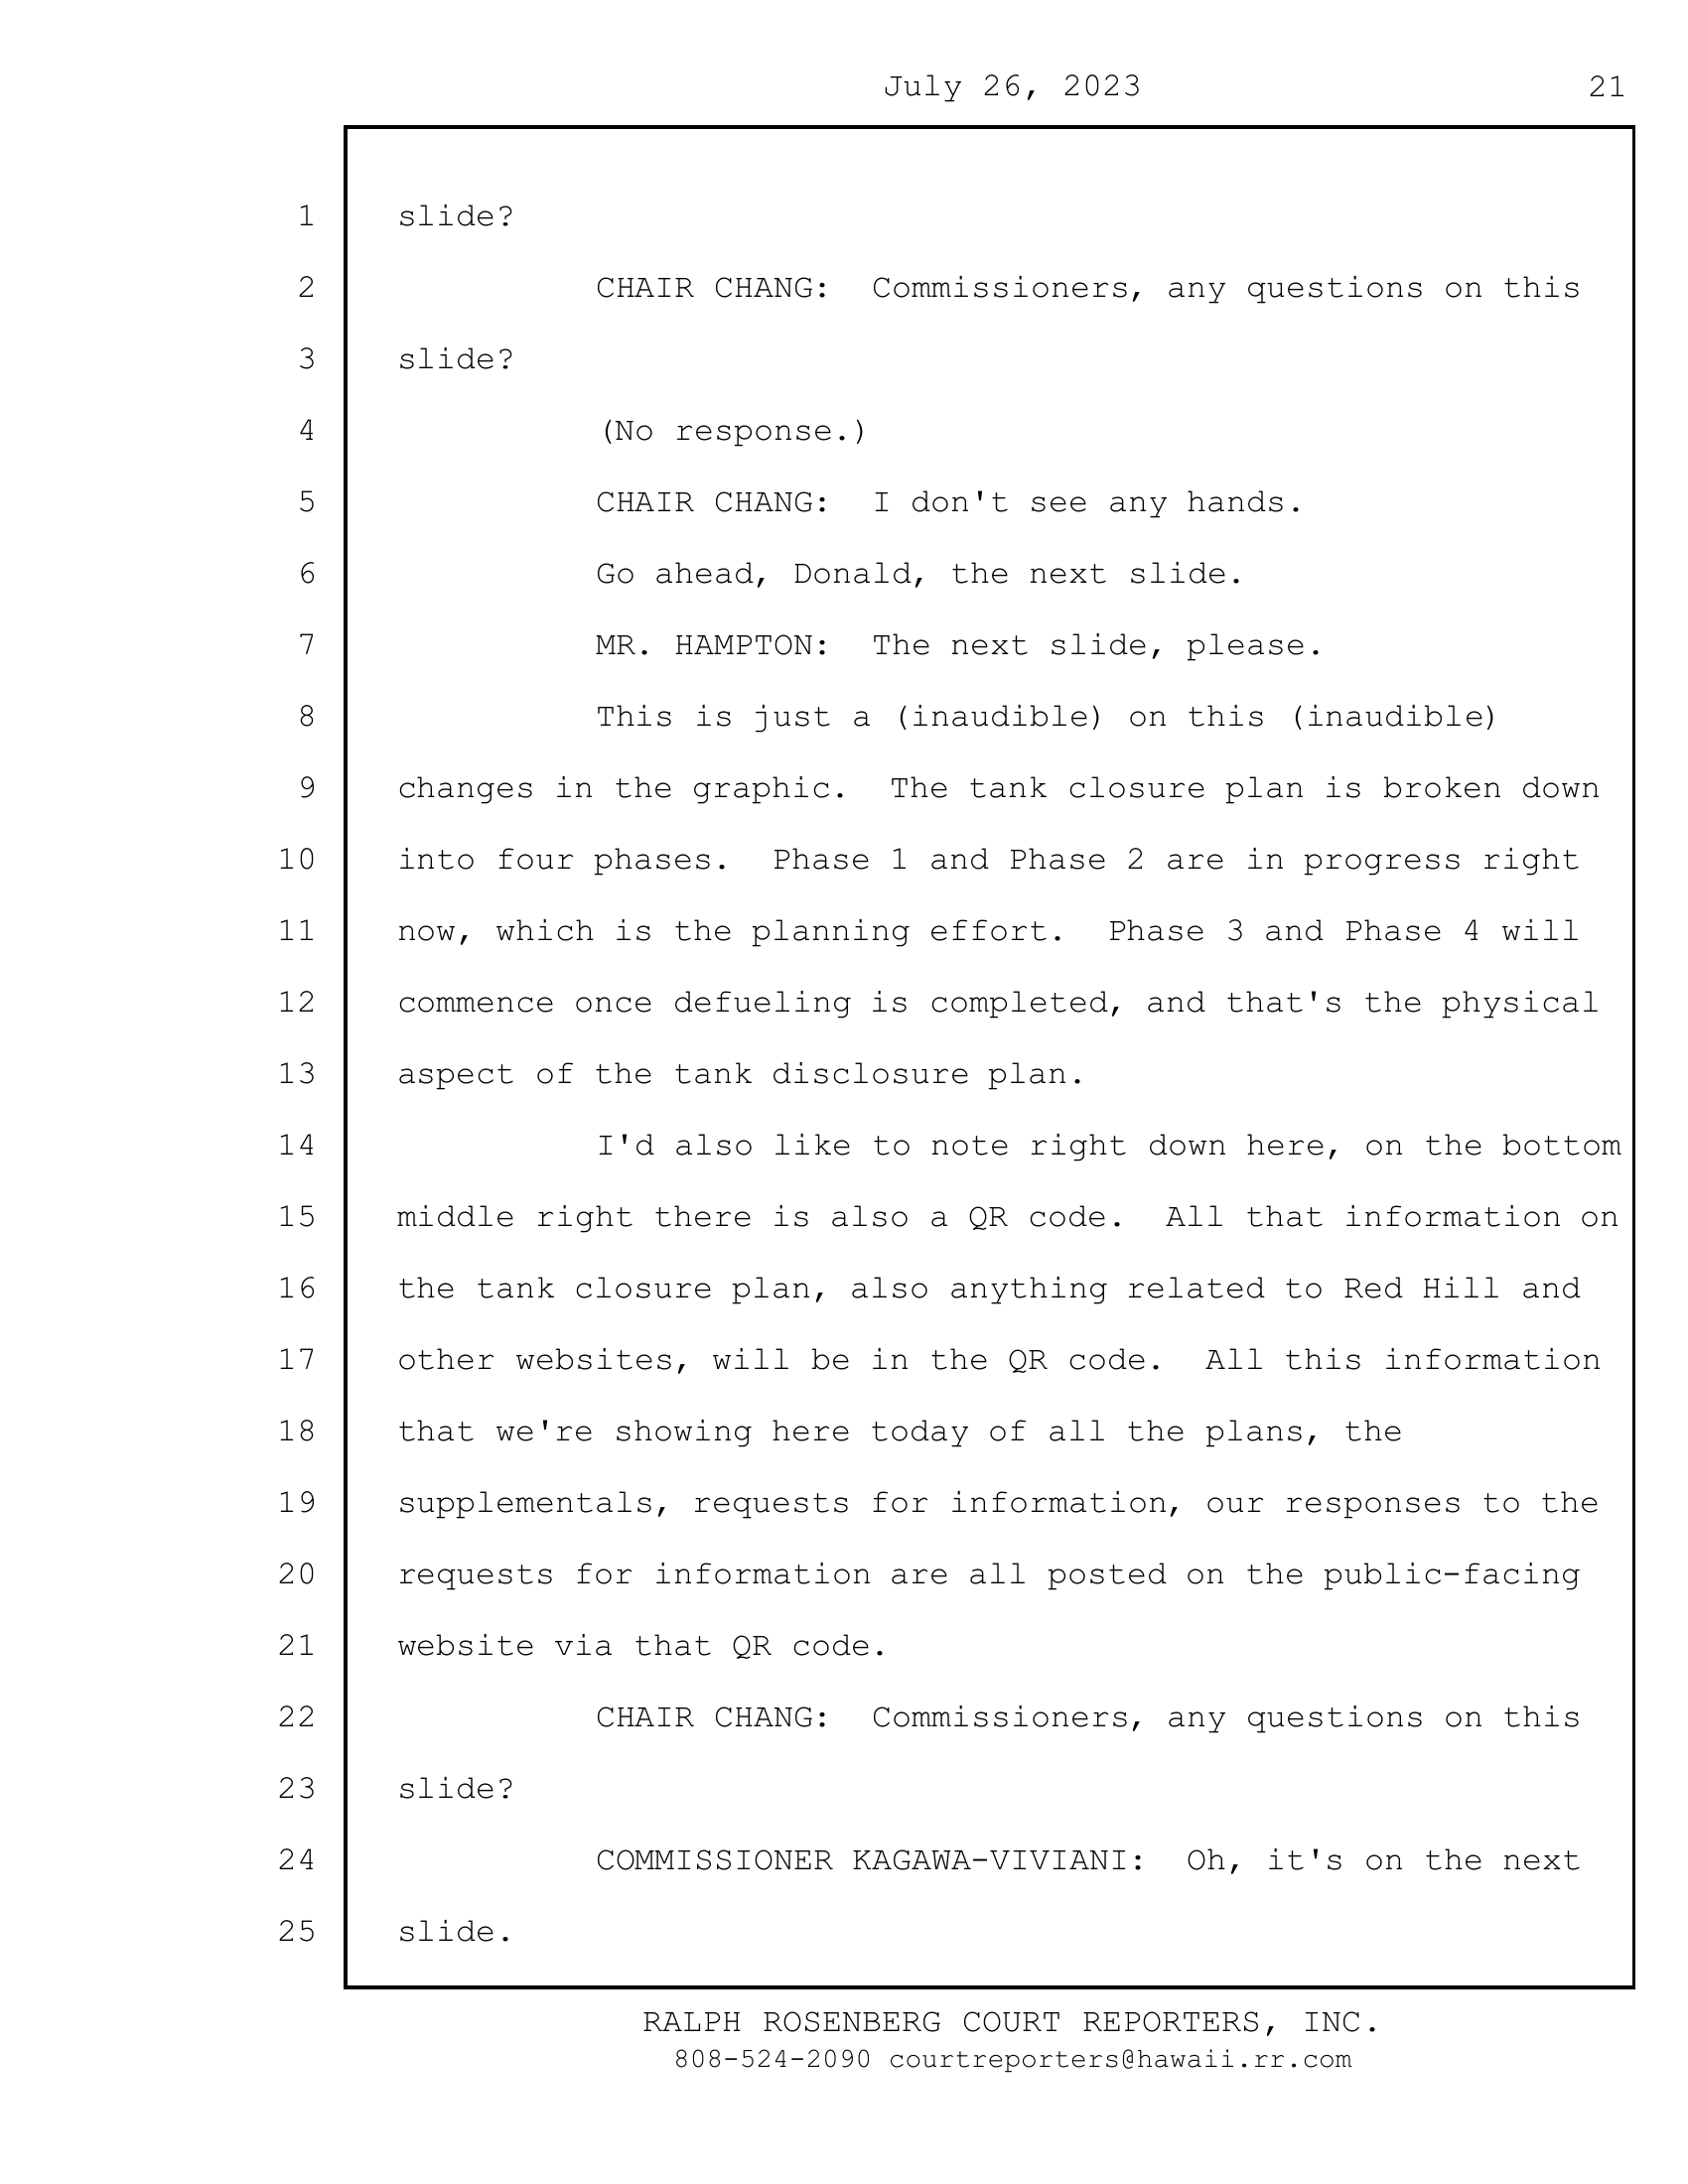 July 26, 2023 21
1 slide?
2 CHAIR CHANG: Commissioners, any questions on this
3 slide?
4 (No response.)
5 CHAIR CHANG: I don't see any hands.
6 Go ahead, Donald, the next slide.
7 MR. HAMPTON: The next slide, please.
8 This is just a (inaudible) on this (inaudible)
9 changes in the graphic. The tank closure plan is broken down
10 into four phases. Phase 1 and Phase 2 are in progress right
11 now, which is the planning effort. Phase 3 and Phase 4 will
12 commence once defueling is completed, and that's the physical
13 aspect of the tank disclosure plan.
14 I'd also like to note right down here, on the bottom
15 middle right there is also a QR code. All that information on
16 the tank closure plan, also anything related to Red Hill and
17 other websites, will be in the QR code. All this information
18 that we're showing here today of all the plans, the
19 supplementals, requests for information, our responses to the
20 requests for information are all posted on the public-facing
21 website via that QR code.
22 CHAIR CHANG: Commissioners, any questions on this
23 slide?
24 COMMISSIONER KAGAWA-VIVIANI: Oh, it's on the next
25 slide.
RALPH ROSENBERG COURT REPORTERS, INC.
808-524-2090 courtreporters@hawaii.rr.com